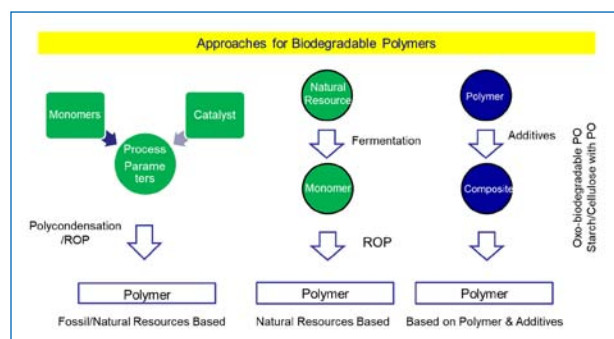 Approaches for Biodegradable Polymers
Monomers
Catalyst
Process
Parame
ters
Polycondensation
/ROP
Polymer
Fossil/Natural Resources Based
Natural
Resource
Fermentation
Monomer
ROP
Polymer
Natural Resources Based
Polymer
Additives
Composite
Polymer
Based on Polymer & Additives
Oxo-biodegradable PO
Starch/Cellulose with PO